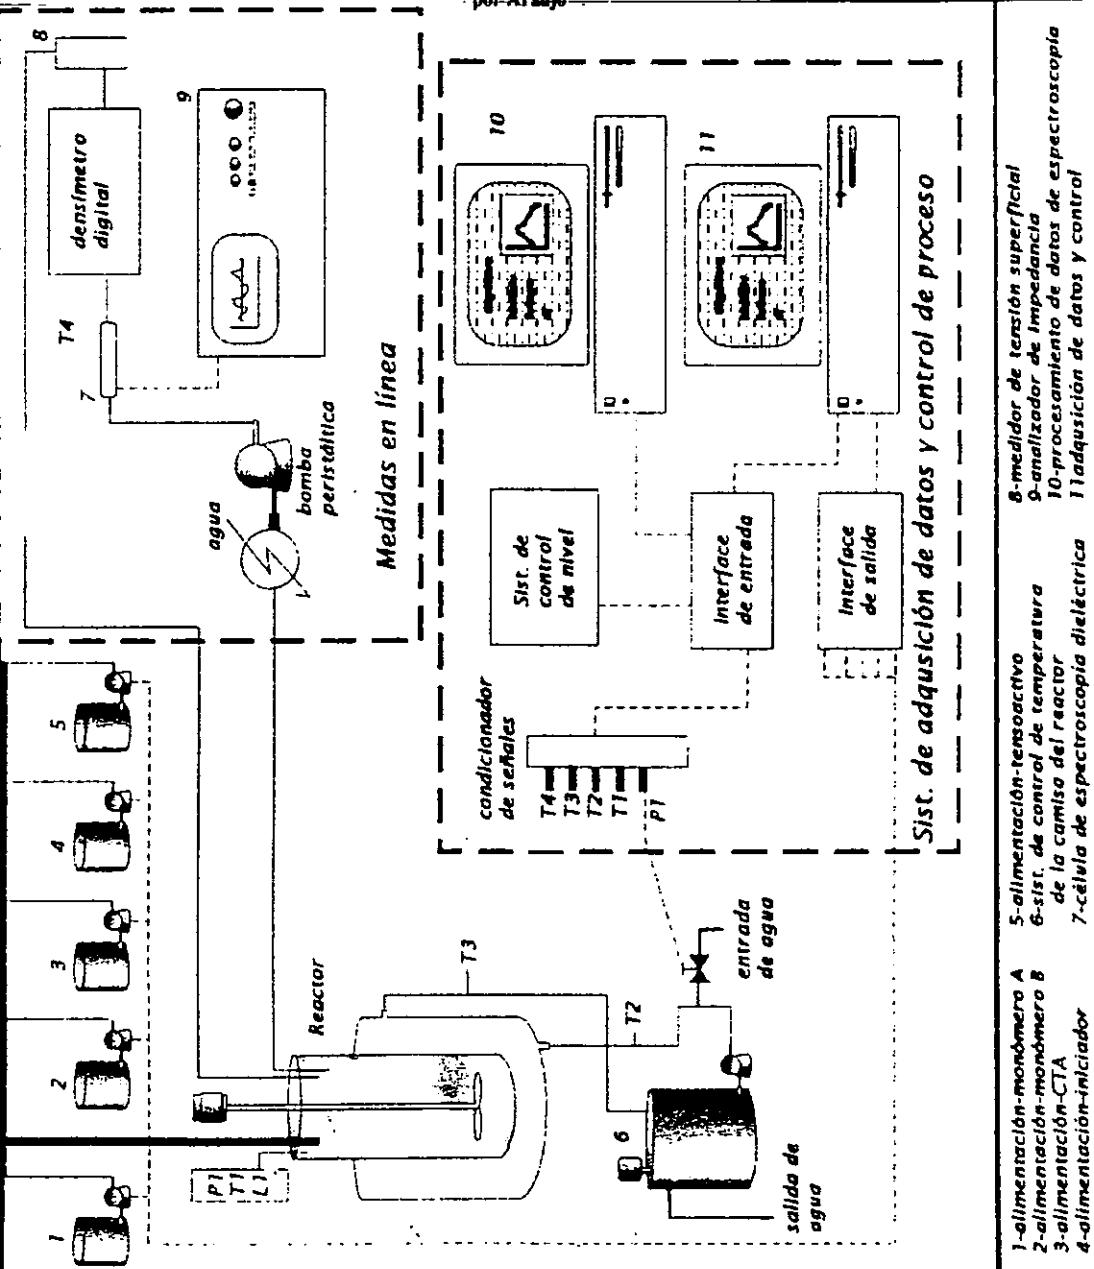 por Araujo
8
densímetro
digital
T4
7
9
agua
bomba
peristáltica
Medidas en línea
10
11
Sist. de
control
de nivel
Interface
de entrada
Interface
de salida
condicionador
de señales
T4
T3
T2
T1
P1
Sist. de adqusición de datos y control de proceso
1
2
3
4
5
Reactor
P1
T1
L1
T3
T2
entrada
de agua
6
salida de
agua
1-alimentación-monómero A
2-alimentación-monómero B
3-alimentación-CTA
4-alimentación-iniciador
5-alimentación-tensoactivo
6-sist. de control de temperatura
de la camisa del reactor
7-célula de espectroscopia dieléctrica
8-medidor de tensión superficial
9-analizador de Impedancia
10-procesamiento de datos de espectroscopía
11adqusición de datos y control